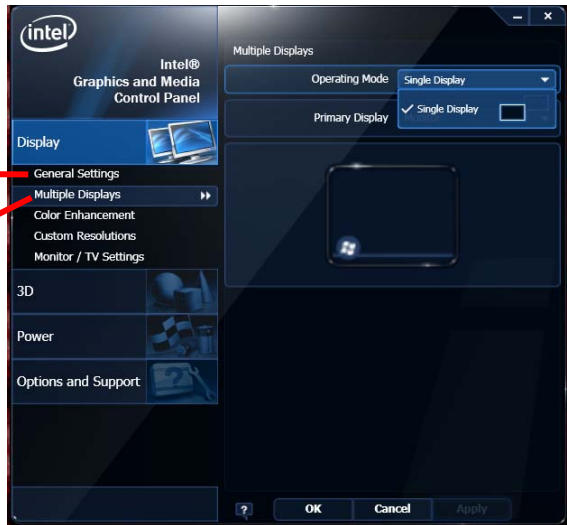 intel
Intel®
Graphics and Media
Control Panel
Display
General Settings
Multiple Displays
Color Enhancement
Custom Resolutions
Monitor / TV Settings
3D
Power
Options and Support
Multiple Displays
Operating Mode Single Display
Single Display
Primary Display
?
OK Cancel Apply